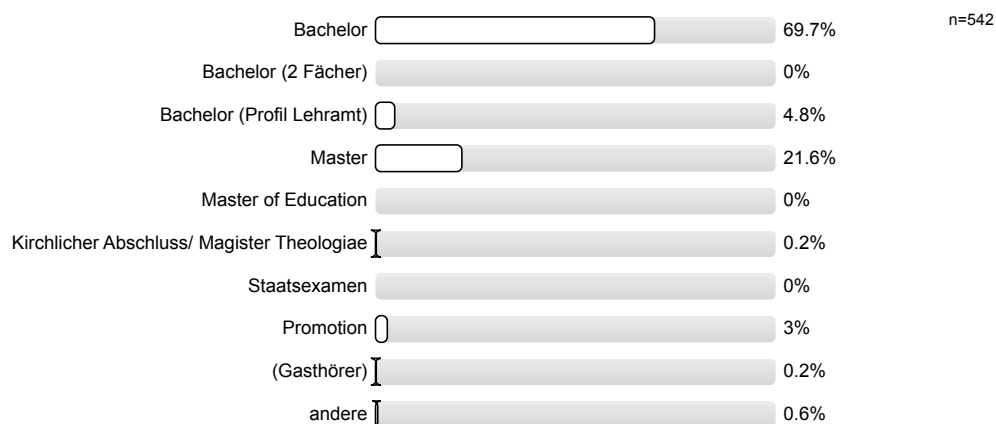 n=542
Bachelor 69.7%
Bachelor (2 Fächer) 0%
Bachelor (Profil Lehramt) 4.8%
Master 21.6%
Master of Education 0%
Kirchlicher Abschluss/ Magister Theologiae 0.2%
Staatsexamen 0%
Promotion 3%
(Gasthörer) 0.2%
andere 0.6%